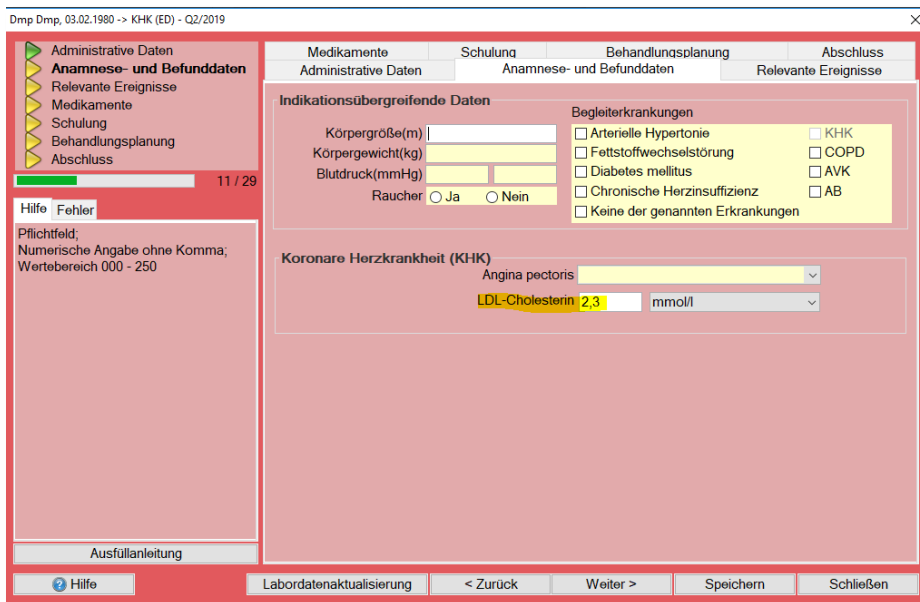 Dmp Dmp, 03.02.1980 -> KHK (ED) - Q2/2019
Administrative Daten
Anamnese- und Befunddaten
Relevante Ereignisse
Medikamente
Schulung
Behandlungsplanung
Abschluss
11 / 29
Hilfe Fehler
Pflichtfeld;
Numerische Angabe ohne Komma;
Wertebereich 000 - 250
Ausfüllanleitung
Medikamente Schulung Behandlungsplanung Abschluss
Administrative Daten Anamnese- und Befunddaten Relevante Ereignisse
Indikationsübergreifende Daten
Körpergröße(m)
Körpergewicht(kg)
Blutdruck(mmHg)
Raucher Ja Nein
Begleiterkrankungen
Arterielle Hypertonie KHK
Fettstoffwechselstörung COPD
Diabetes mellitus AVK
Chronische Herzinsuffizienz AB
Keine der genannten Erkrankungen
Koronare Herzkrankheit (KHK)
Angina pectoris
LDL-Cholesterin 2,3 mmol/l
Hilfe Labordatenaktualisierung < Zurück Weiter > Speichern Schließen